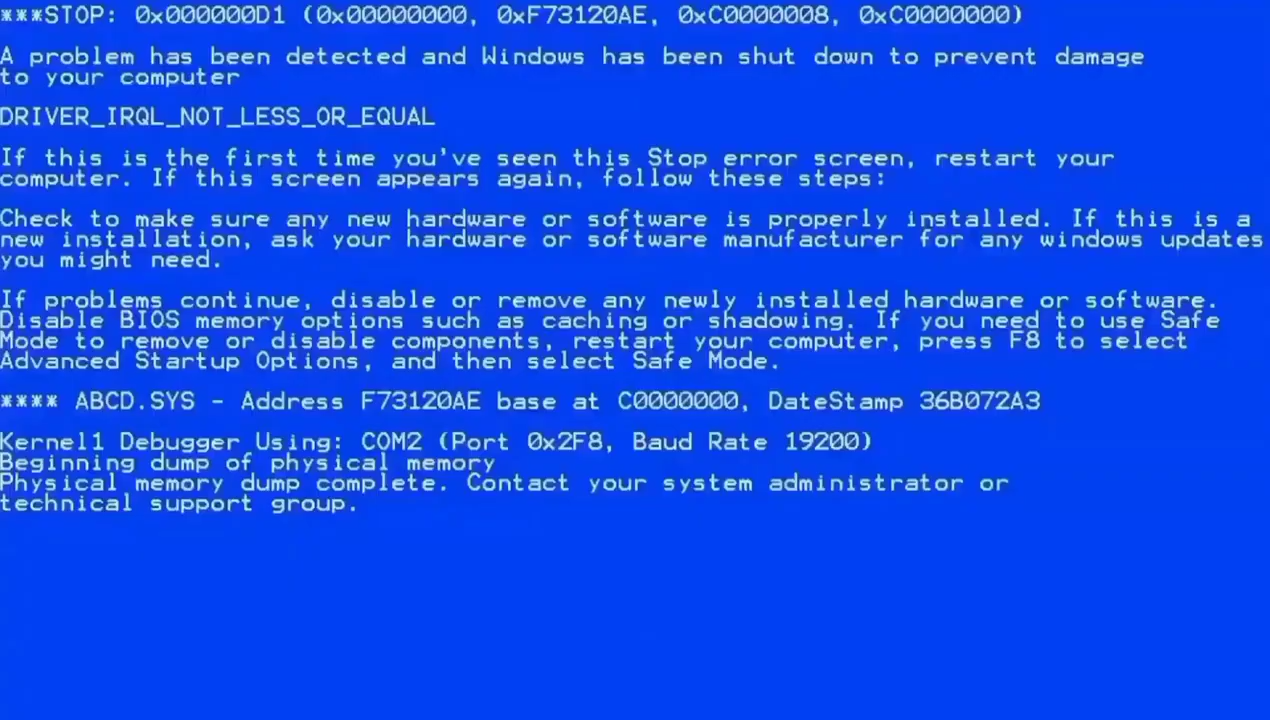 ***STOP: 0x000000D1 (0x00000000, 0xF73120AE, 0xC0000008, 0xC0000000)
A problem has been detected and Windows has been shut down to prevent damage
to your computer
DRIVER_IRQL_NOT_LESS_OR_EQUAL
If this is the first time you've seen this Stop error screen, restart your
computer. If this screen appears again, follow these steps:
Check to make sure any new hardware or software is properly installed. If this is a
new installation, ask your hardware or software manufacturer for any windows updates
you might need.
If problems continue, disable or remove any newly installed hardware or software.
Disable BIOS memory options such as caching or shadowing. If you need to use Safe
Mode to remove or disable components, restart your computer, press F8 to select
Advanced Startup Options, and then select Safe Mode.
**** ABCD.SYS - Address F73120AE base at C0000000, DateStamp 36B072A3
Kernel1 Debugger Using: COM2 (Port 0x2F8, Baud Rate 19200)
Beginning dump of physical memory
Physical memory dump complete. Contact your system administrator or
technical support group.